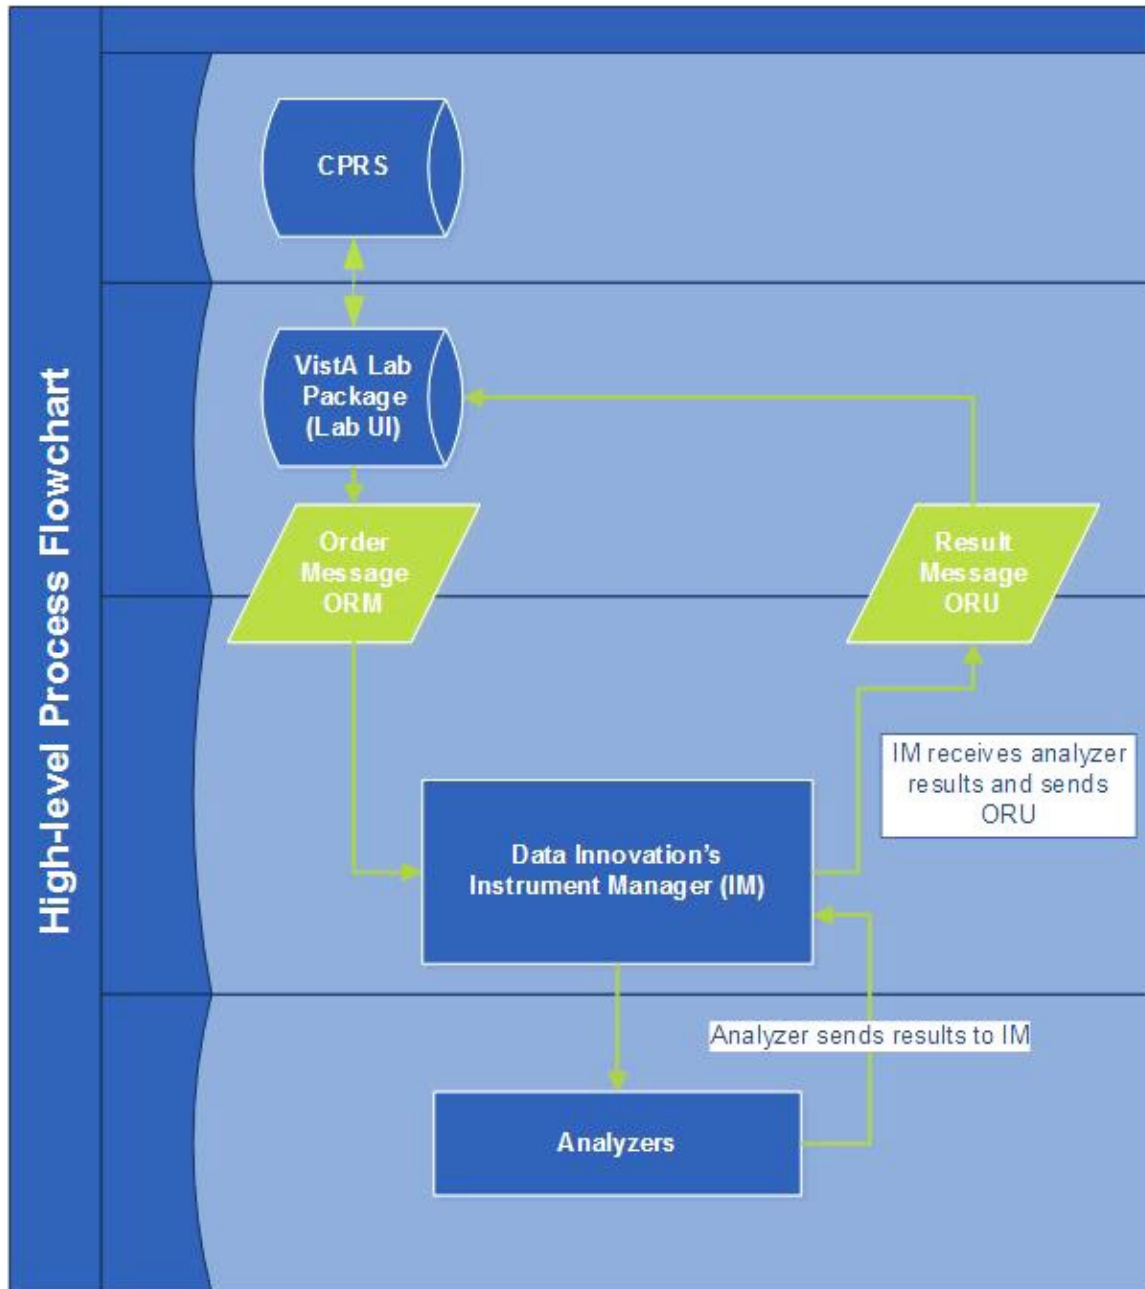 High-level Process Flowchart
CPRS
VistA Lab
Package
(Lab UI)
Order
Message
ORM
Result
Message
ORU
IM receives analyzer
results and sends
ORU
Data Innovation's
Instrument Manager (IM)
Analyzer sends results to IM
Analyzers